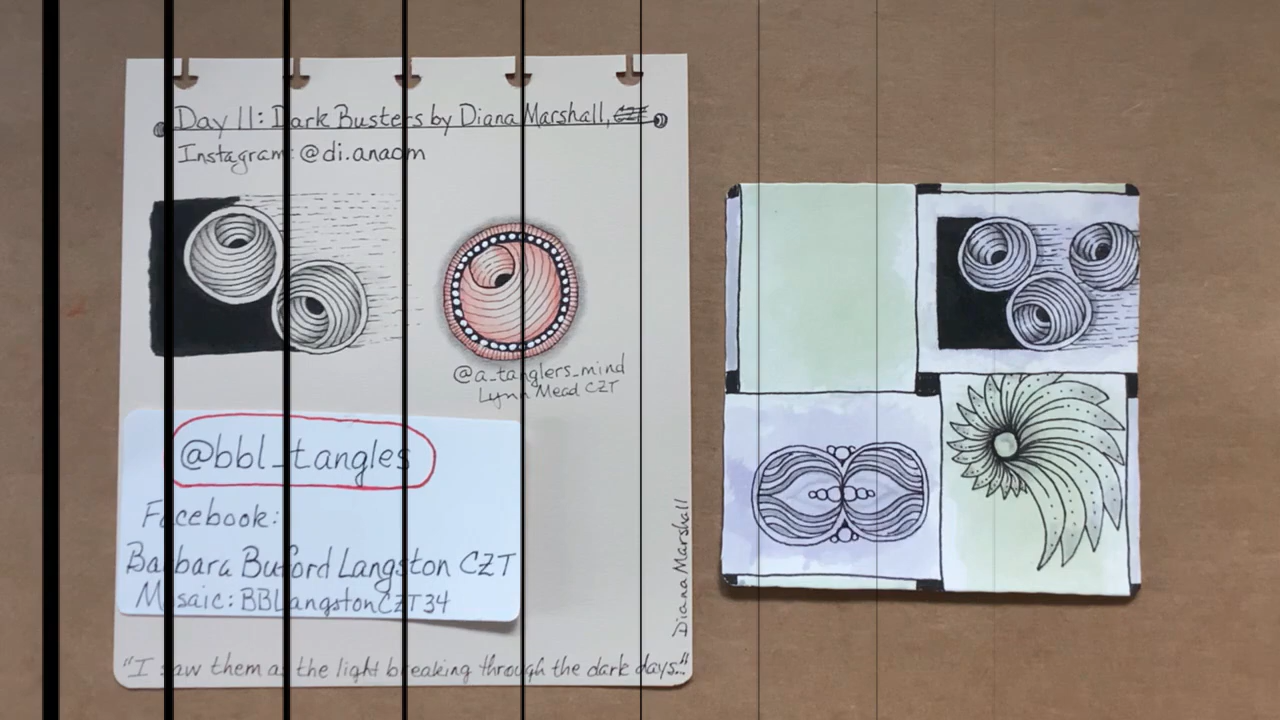 Day 11: Dark Busters by Diana Marshall, CZT
Instagram: @di.anaom
@a_tanglers_mind
Lynn Mead CZT
@bbl_tangles
Facebook:
Barbara Buford Langston CZT
Mosaic: BBLangstonCZT34
Diana Marshall
"I saw them as the light breaking through the dark days..."